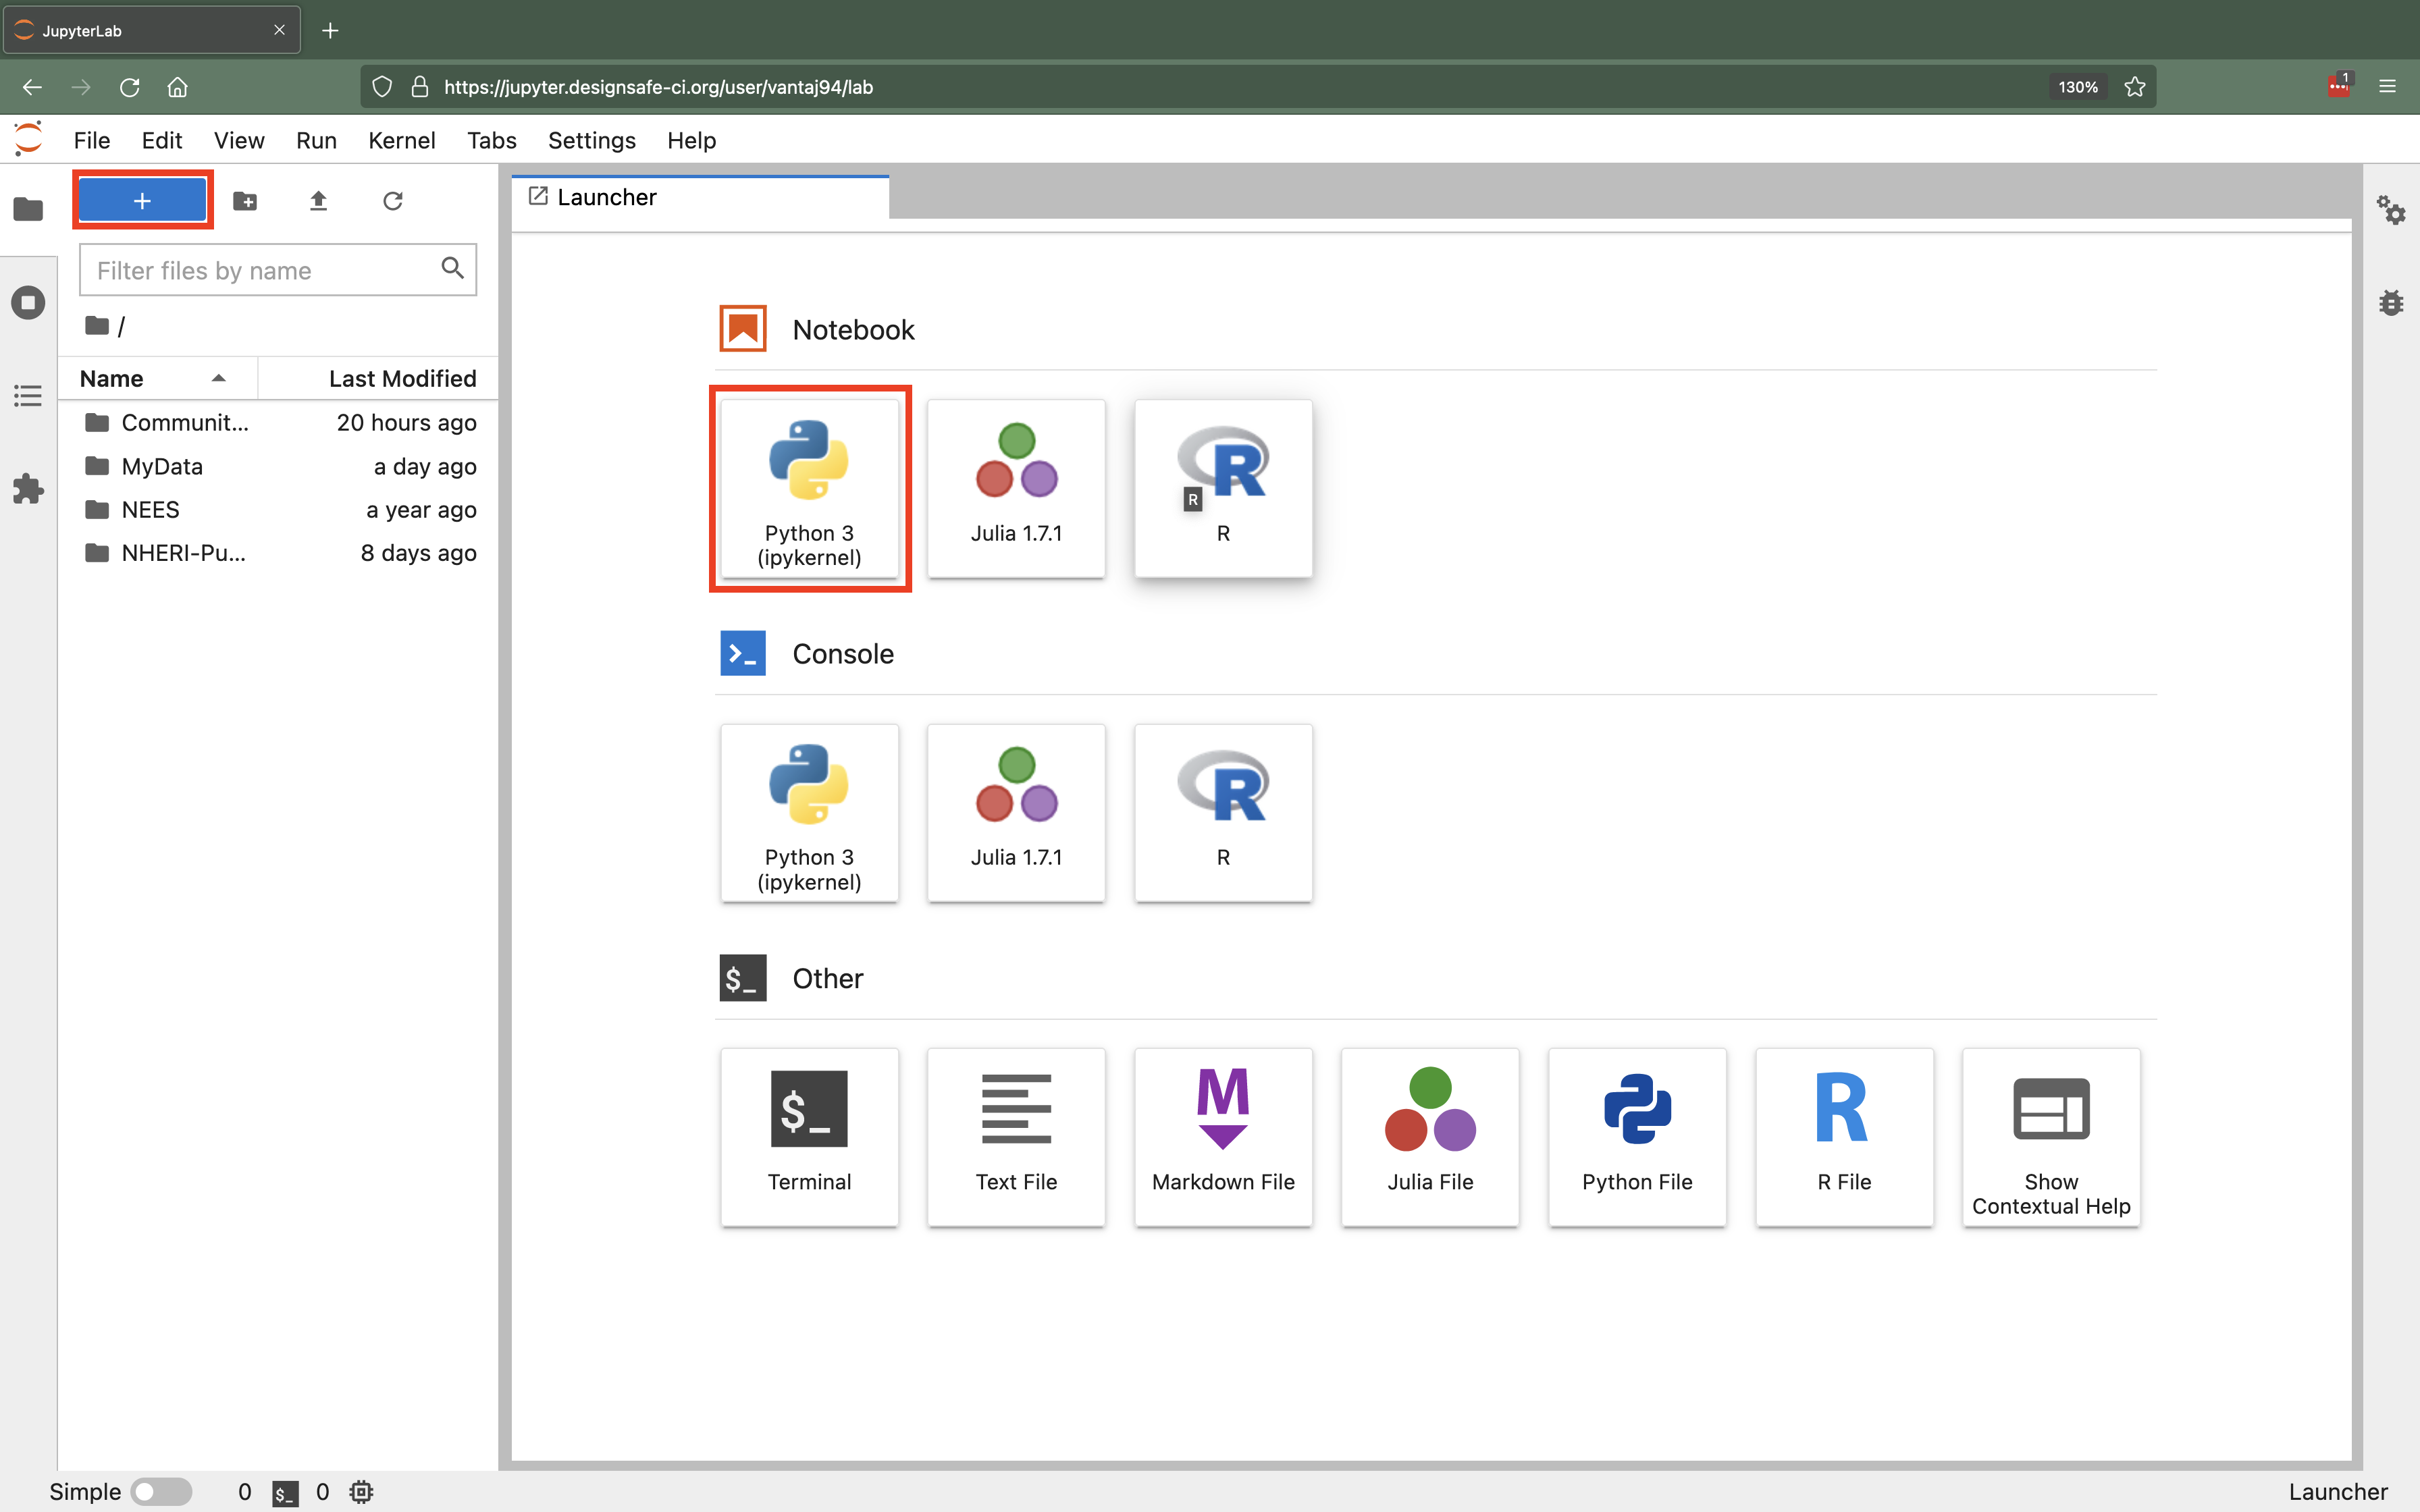 JupyterLab
https://jupyter.designsafe-ci.org/user/vantaj94/lab
130%
1
File Edit View Run Kernel Tabs Settings Help
Launcher
Filter files by name
/
Name Last Modified
Communit... 20 hours ago
MyData a day ago
NEES a year ago
NHERI-Pu... 8 days ago
Notebook
Python 3
(ipykernel)
Julia 1.7.1
R
R
Console
Python 3
(ipykernel)
Julia 1.7.1
R
$_ Other
$_
Terminal
Text File
M
Markdown File
Julia File
Python File
R
R File
Show
Contextual Help
Simple 0 $_ 0
Launcher